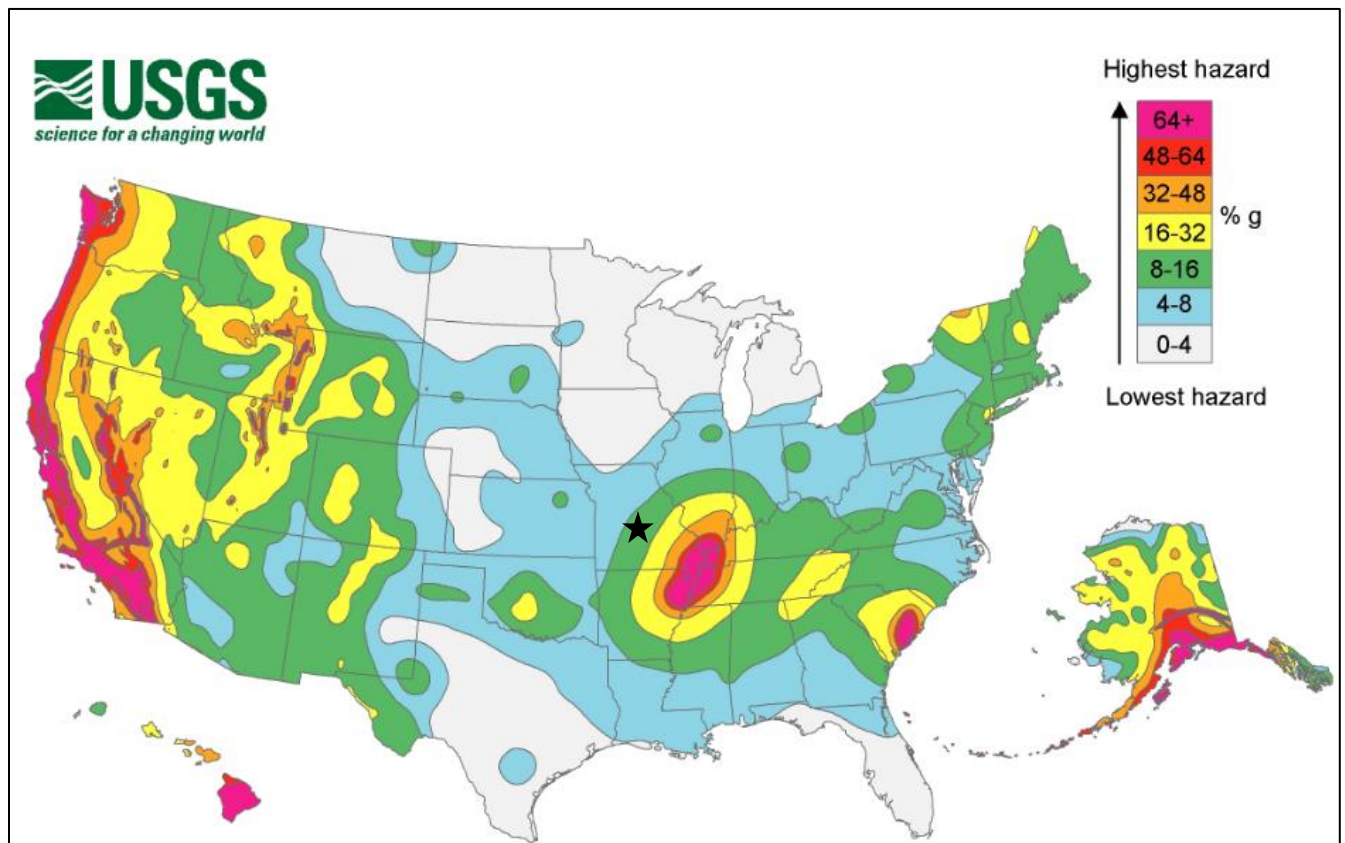 USGS
science for a changing world
Highest hazard
64+
48-64
32-48
16-32
8-16
4-8
0-4
% g
Lowest hazard